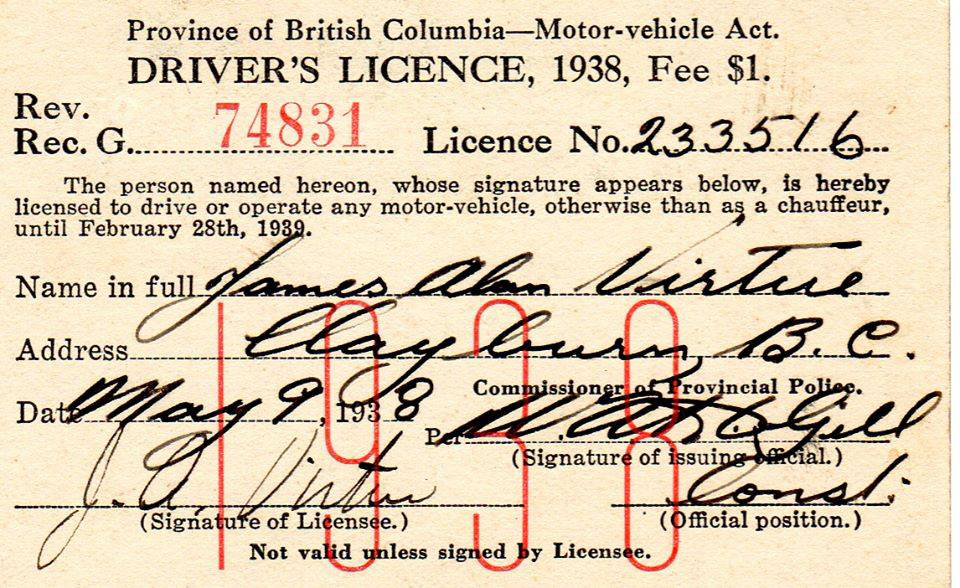 Province of British Columbia—Motor-vehicle Act.
DRIVER'S LICENCE, 1938, Fee $1.
Rev.
Rec. G. 74831 Licence No. 233516
The person named hereon, whose signature appears below, is hereby
licensed to drive or operate any motor-vehicle, otherwise than as a chauffeur,
until February 28th, 1939.
Name in full James Alan Virtue
Address Clayburn, B.C.
Commissioner of Provincial Police.
Date May 9, 1938
Per W.
(Signature of issuing official.)
J. A. Virtue Const.
(Signature of Licensee.) (Official position.)
Not valid unless signed by Licensee.
1938